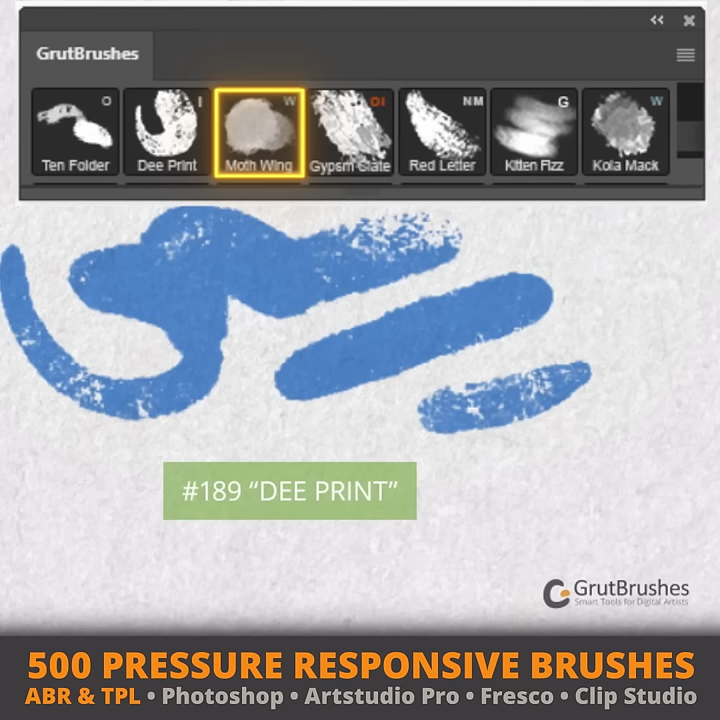 GrutBrushes
O I W OI NM G W
Ten Folder Dee Print Moth Wing Gypsm Slate Red Letter Kitten Fizz Kola Mack
#189 “DEE PRINT”
GrutBrushes
Smart Tools for Digital Artists
500 PRESSURE RESPONSIVE BRUSHES
ABR & TPL • Photoshop • Artstudio Pro • Fresco • Clip Studio